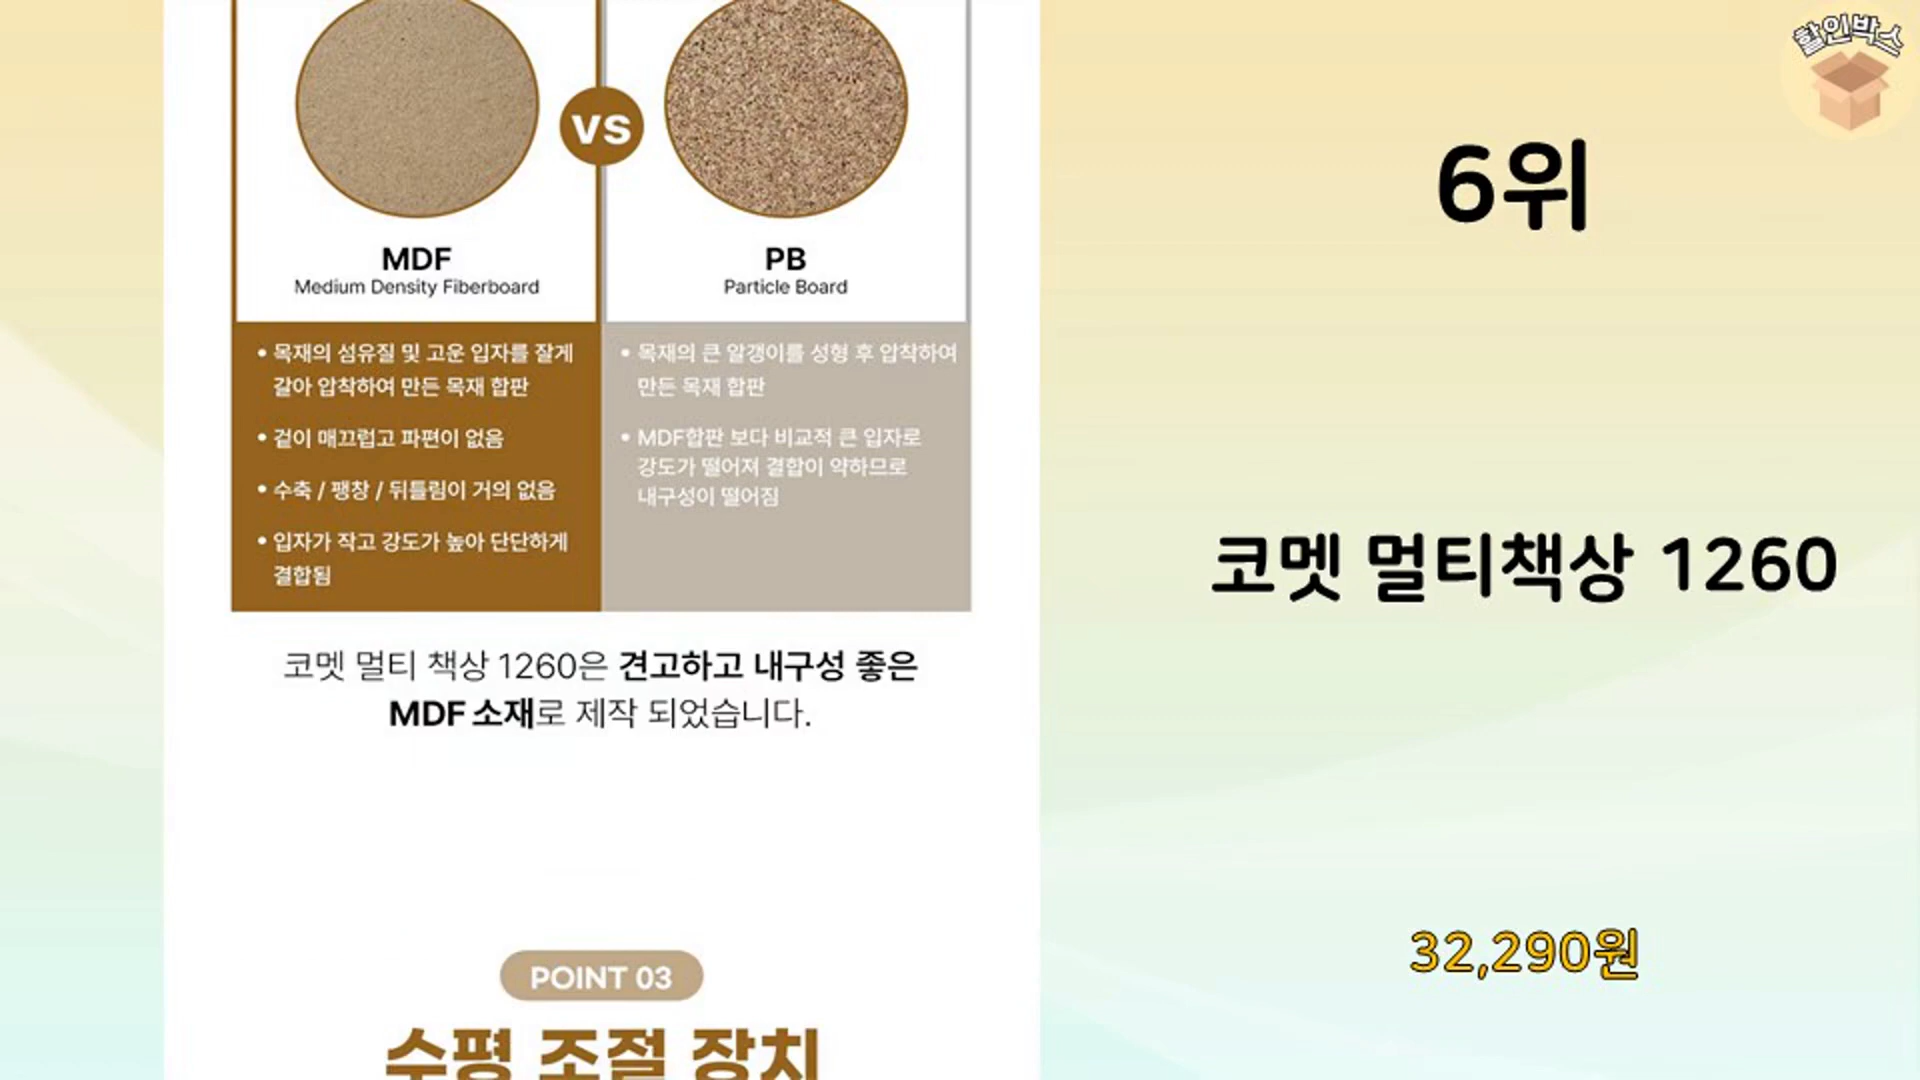 할인박스
VS
MDF
Medium Density Fiberboard
PB
Particle Board
• 목재의 섬유질 및 고운 입자를 잘게
갈아 압착하여 만든 목재 합판
• 겉이 매끄럽고 파편이 없음
• 수축 / 팽창 / 뒤틀림이 거의 없음
• 입자가 작고 강도가 높아 단단하게
결합됨
• 목재의 큰 알갱이를 성형 후 압착하여
만든 목재 합판
• MDF합판 보다 비교적 큰 입자로
강도가 떨어져 결합이 약하므로
내구성이 떨어짐
코멧 멀티 책상 1260은 견고하고 내구성 좋은
MDF 소재로 제작 되었습니다.
POINT 03
수평 조절 장치
6위
코멧 멀티책상 1260
32,290원